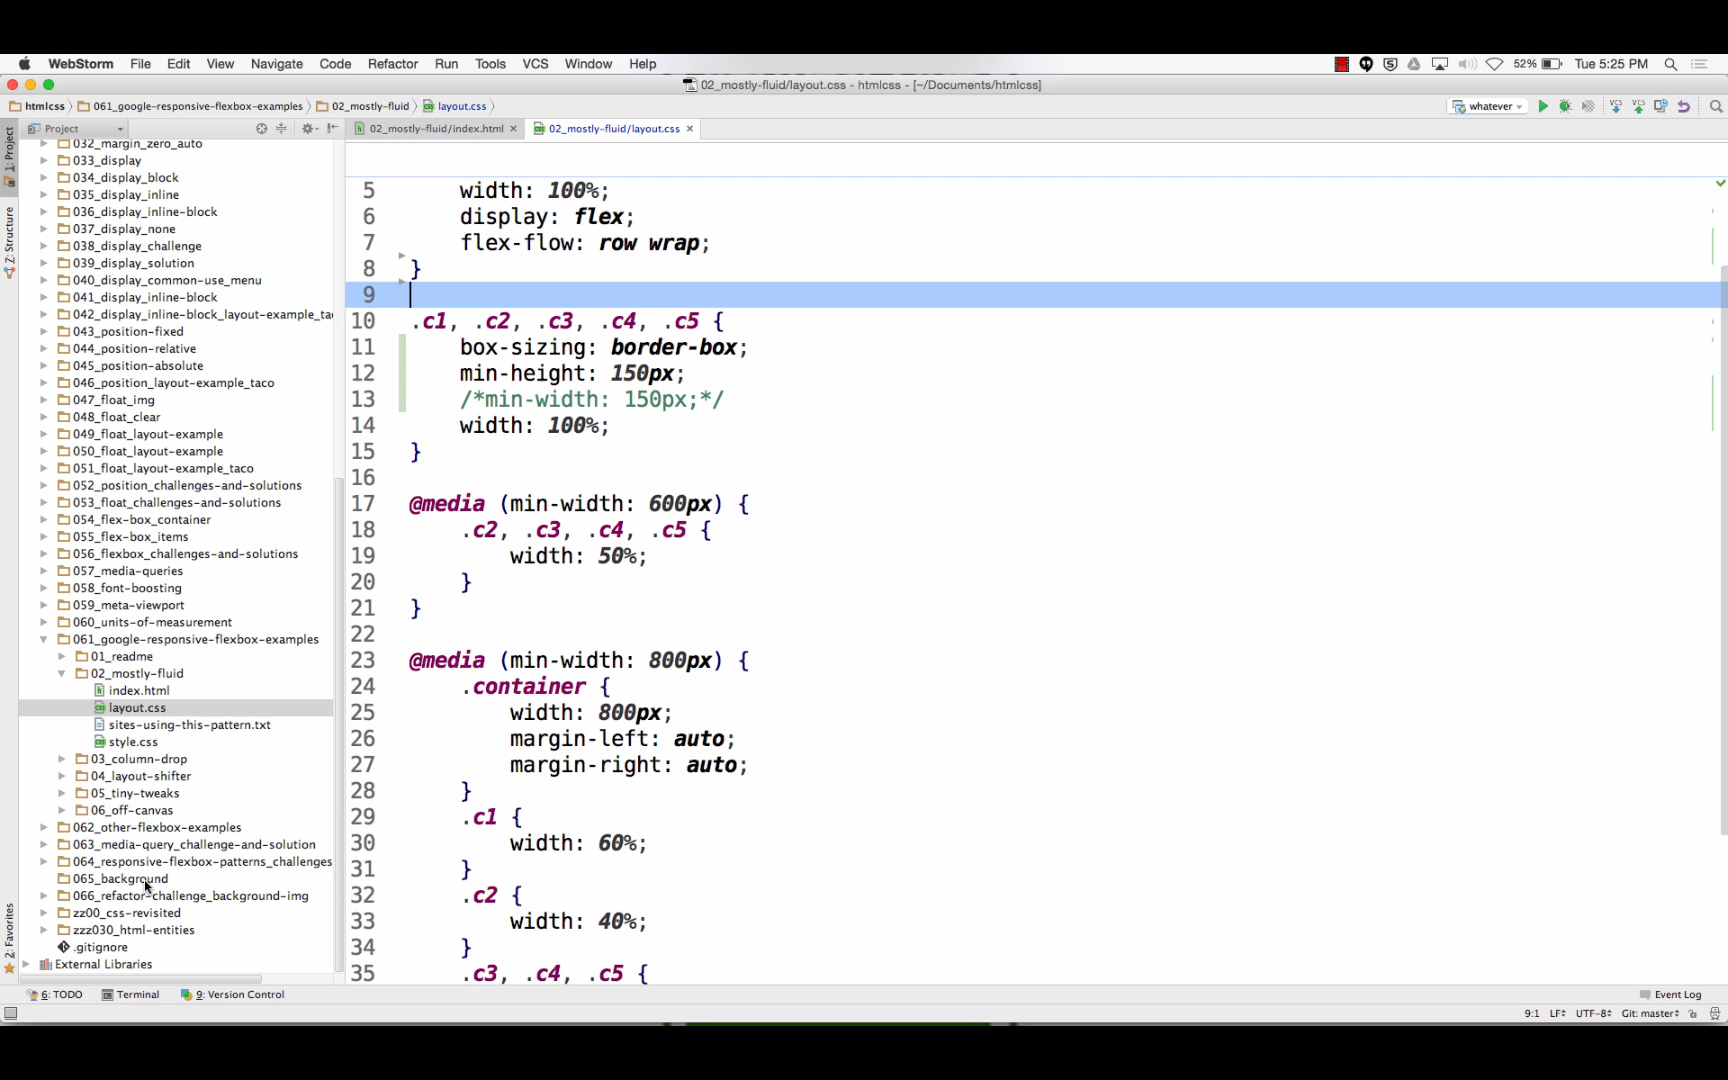 WebStorm File Edit View Navigate Code Refactor Run Tools VCS Window Help
52% Tue 5:25 PM
02_mostly-fluid/layout.css - htmlcss - [~/Documents/htmlcss]
htmlcss 061_google-responsive-flexbox-examples 02_mostly-fluid layout.css
whatever
Project
02_mostly-fluid/index.html
02_mostly-fluid/layout.css
1: Project
Z: Structure
2: Favorites
032_margin_zero_auto
033_display
034_display_block
035_display_inline
036_display_inline-block
037_display_none
038_display_challenge
039_display_solution
040_display_common-use_menu
041_display_inline-block
042_display_inline-block_layout-example_ta
043_position-fixed
044_position-relative
045_position-absolute
046_position_layout-example_taco
047_float_img
048_float_clear
049_float_layout-example
050_float_layout-example
051_float_layout-example_taco
052_position_challenges-and-solutions
053_float_challenges-and-solutions
054_flex-box_container
055_flex-box_items
056_flexbox_challenges-and-solutions
057_media-queries
058_font-boosting
059_meta-viewport
060_units-of-measurement
061_google-responsive-flexbox-examples
01_readme
02_mostly-fluid
index.html
layout.css
sites-using-this-pattern.txt
style.css
03_column-drop
04_layout-shifter
05_tiny-tweaks
06_off-canvas
062_other-flexbox-examples
063_media-query_challenge-and-solution
064_responsive-flexbox-patterns_challenges
065_background
066_refactor-challenge_background-img
zz00_css-revisited
zzz030_html-entities
.gitignore
External Libraries
5 width: 100%;
6 display: flex;
7 flex-flow: row wrap;
8 }
9
10 .c1, .c2, .c3, .c4, .c5 {
11 box-sizing: border-box;
12 min-height: 150px;
13 /*min-width: 150px;*/
14 width: 100%;
15 }
16
17 @media (min-width: 600px) {
18 .c2, .c3, .c4, .c5 {
19 width: 50%;
20 }
21 }
22
23 @media (min-width: 800px) {
24 .container {
25 width: 800px;
26 margin-left: auto;
27 margin-right: auto;
28 }
29 .c1 {
30 width: 60%;
31 }
32 .c2 {
33 width: 40%;
34 }
35 .c3, .c4, .c5 {
6: TODO Terminal 9: Version Control Event Log
9:1 LF UTF-8 Git: master